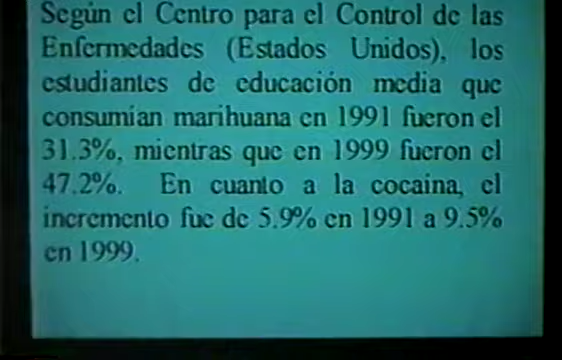 Según el Centro para el Control de las
Enfermedades (Estados Unidos), los
estudiantes de educación media que
consumían marihuana en 1991 fueron el
31.3%, mientras que en 1999 fueron el
47.2%. En cuanto a la cocaina, el
incremento fue de 5.9% en 1991 a 9.5%
en 1999.